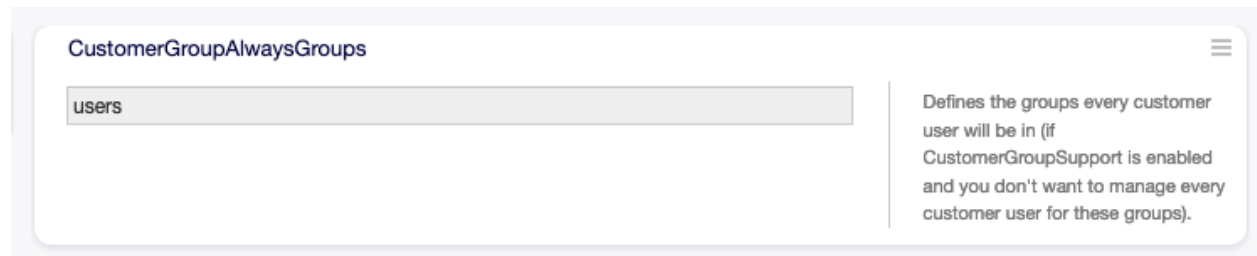 CustomerGroupAlwaysGroups
users
Defines the groups every customer
user will be in (if
CustomerGroupSupport is enabled
and you don't want to manage every
customer user for these groups).